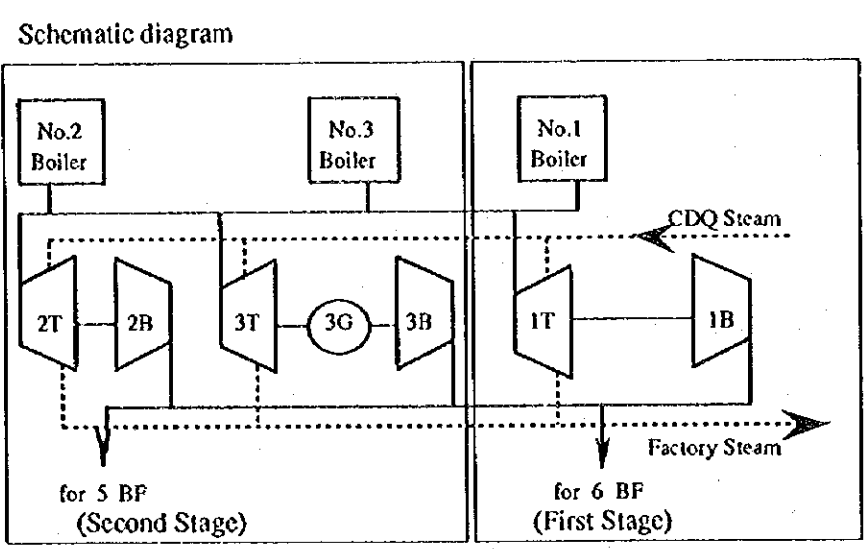 Schematic diagram
No.2
Boiler
No.3
Boiler
No.1
Boiler
CDQ Steam
2T
2B
3T
3G
3B
1T
1B
Factory Steam
for 5 BF
(Second Stage)
for 6 BF
(First Stage)